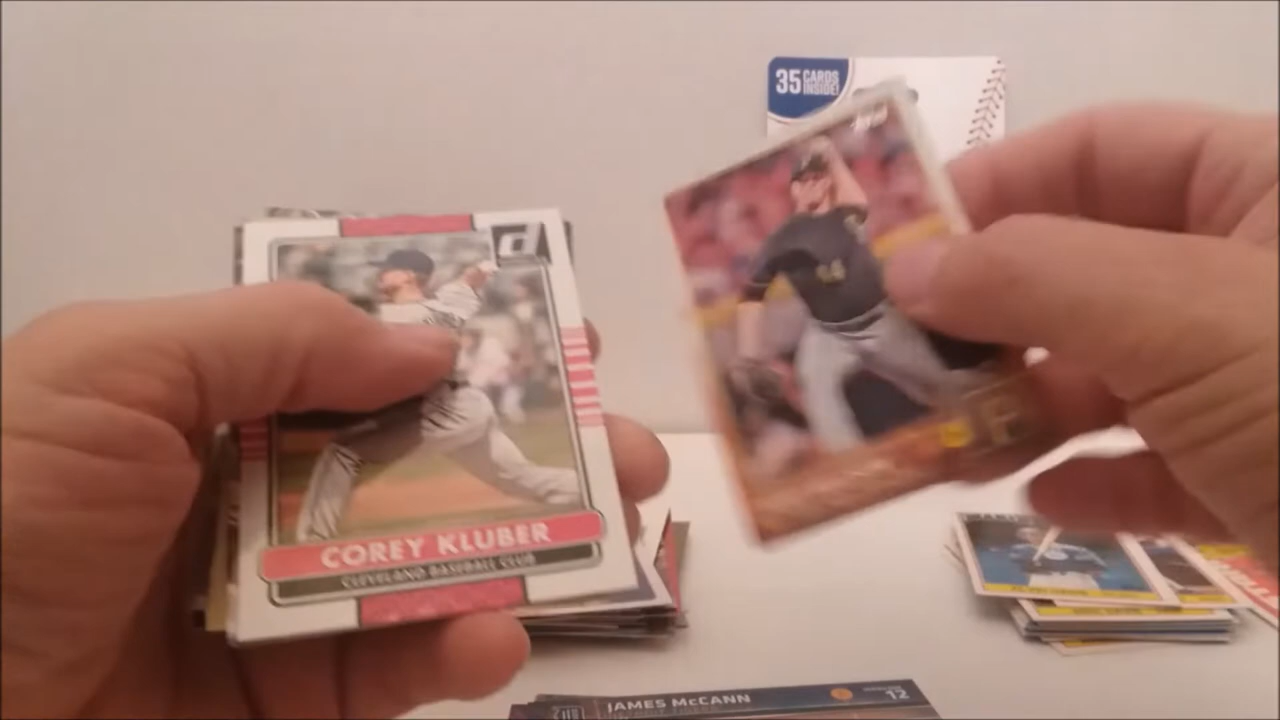 35 CARDS
INSIDE!
d
COREY KLUBER
CLEVELAND BASEBALL CLUB
JAMES McCANN
12